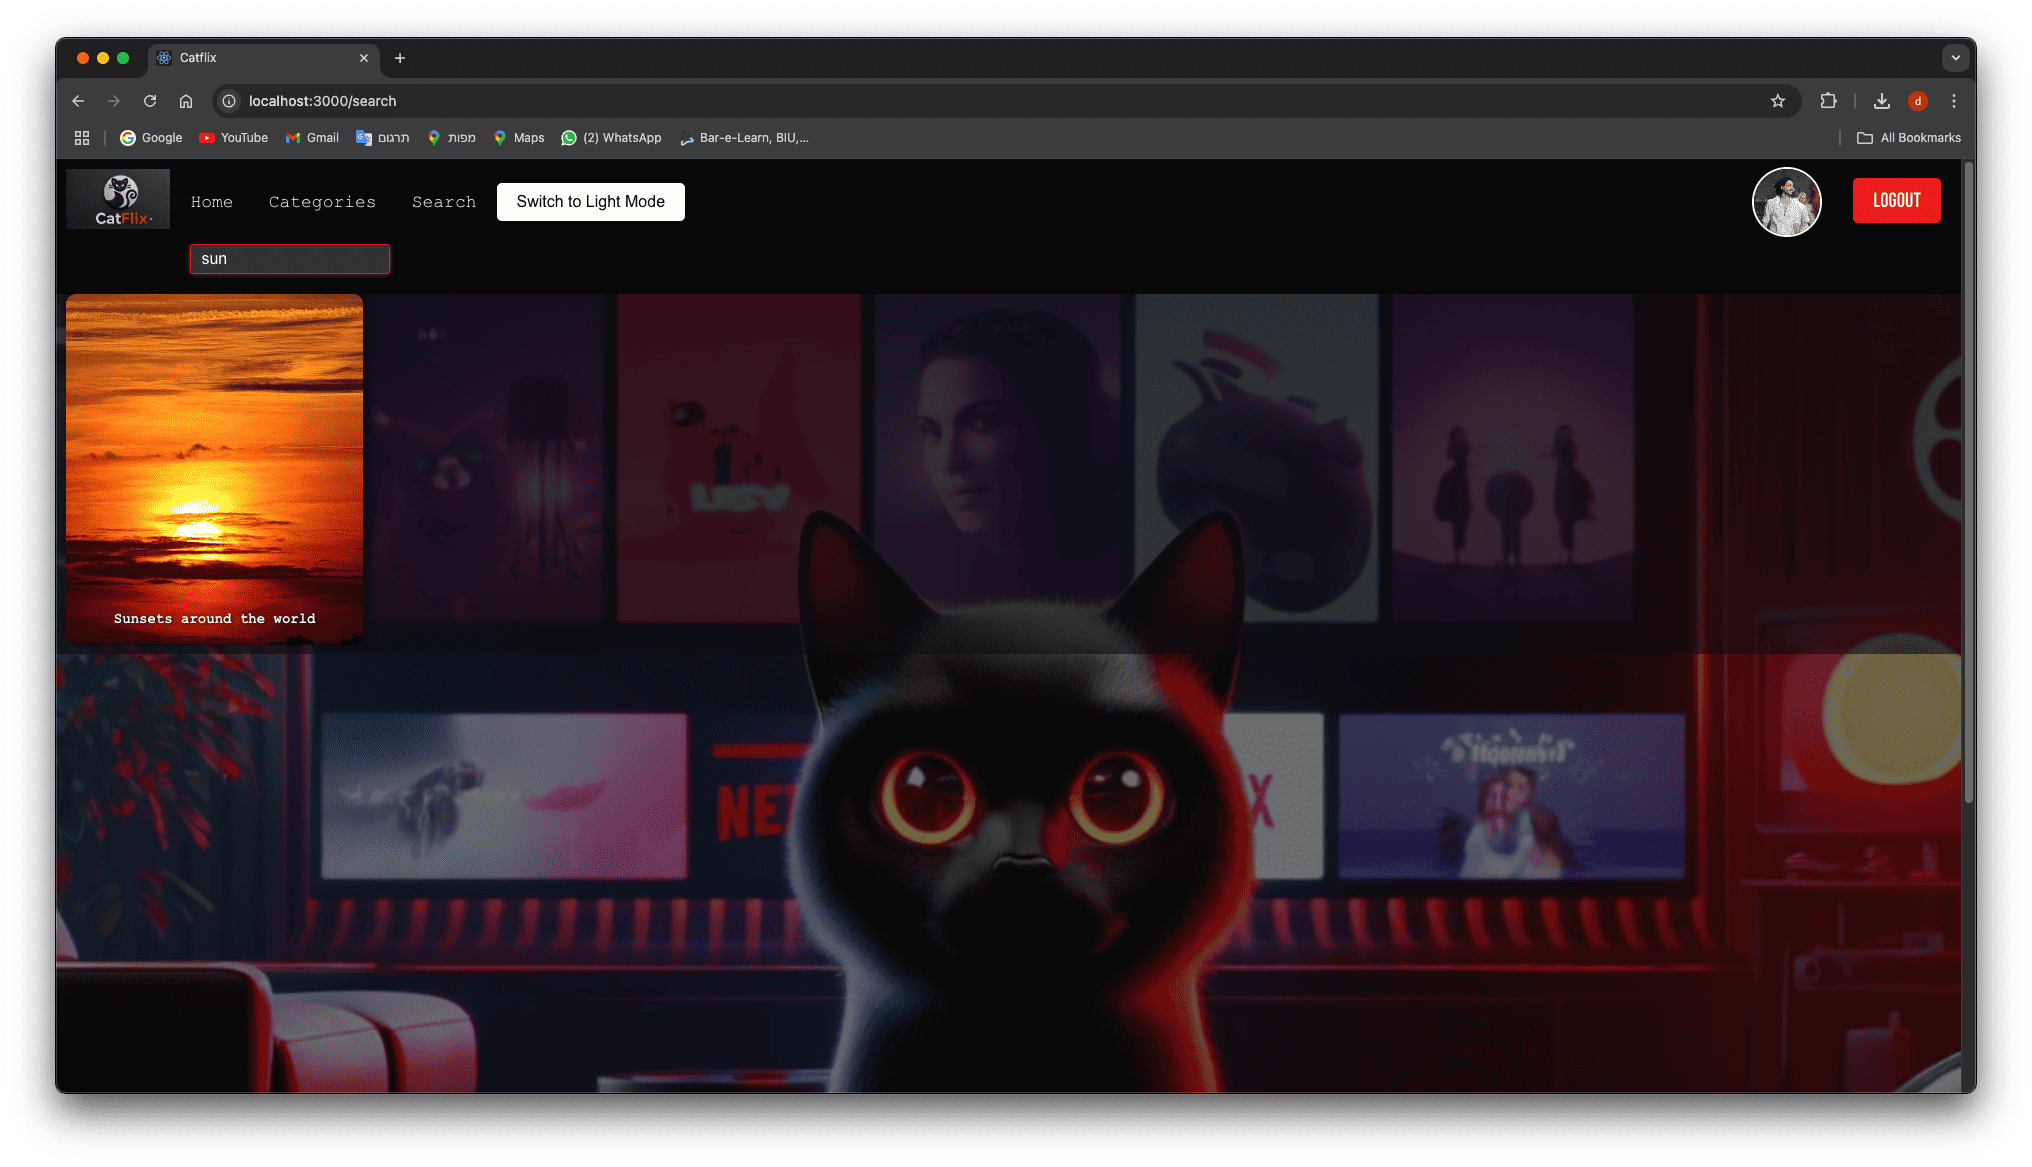 Catflix
localhost:3000/search
Google YouTube Gmail תרגום מפות Maps (2) WhatsApp Bar-e-Learn, BIU,... All Bookmarks
d
CatFlix
Home Categories Search Switch to Light Mode LOGOUT
sun
Sunsets around the world
NE
X